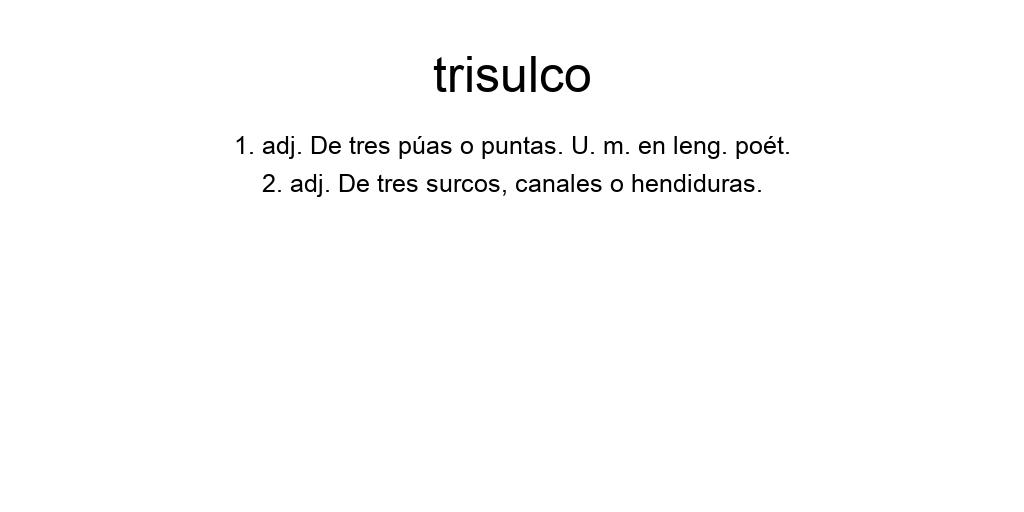 trisulco
1. adj. De tres púas o puntas. U. m. en leng. poét.
2. adj. De tres surcos, canales o hendiduras.